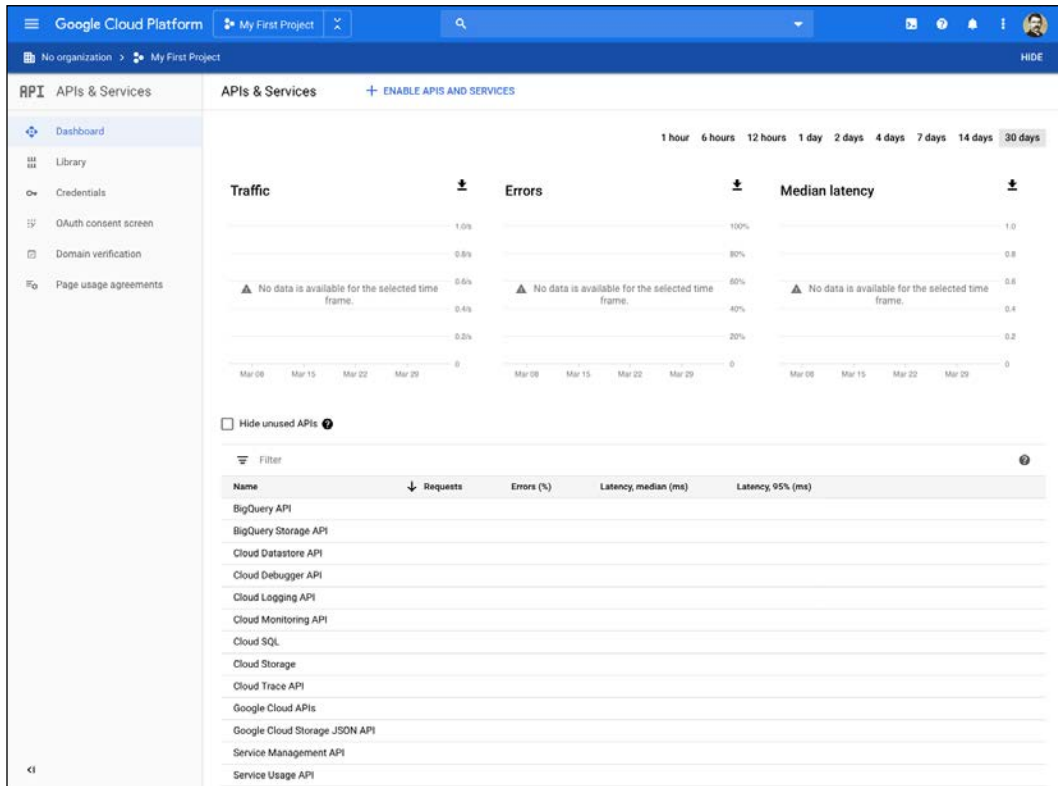 Google Cloud Platform My First Project
No organization > My First Project HIDE
API APIs & Services
Dashboard
Library
Credentials
OAuth consent screen
Domain verification
Page usage agreements
APIs & Services + ENABLE APIS AND SERVICES
1 hour 6 hours 12 hours 1 day 2 days 4 days 7 days 14 days 30 days
Traffic
1.0/s
0.8/s
0.6/s
0.4/s
0.2/s
0
No data is available for the selected time
frame.
Mar 08 Mar 15 Mar 22 Mar 29
Errors
100%
80%
60%
40%
20%
0
No data is available for the selected time
frame.
Mar 08 Mar 15 Mar 22 Mar 29
Median latency
1.0
0.8
0.6
0.4
0.2
0
No data is available for the selected time
frame.
Mar 08 Mar 15 Mar 22 Mar 29
Hide unused APIs
Filter
Name Requests Errors (%) Latency, median (ms) Latency, 95% (ms)
BigQuery API
BigQuery Storage API
Cloud Datastore API
Cloud Debugger API
Cloud Logging API
Cloud Monitoring API
Cloud SQL
Cloud Storage
Cloud Trace API
Google Cloud APIs
Google Cloud Storage JSON API
Service Management API
Service Usage API